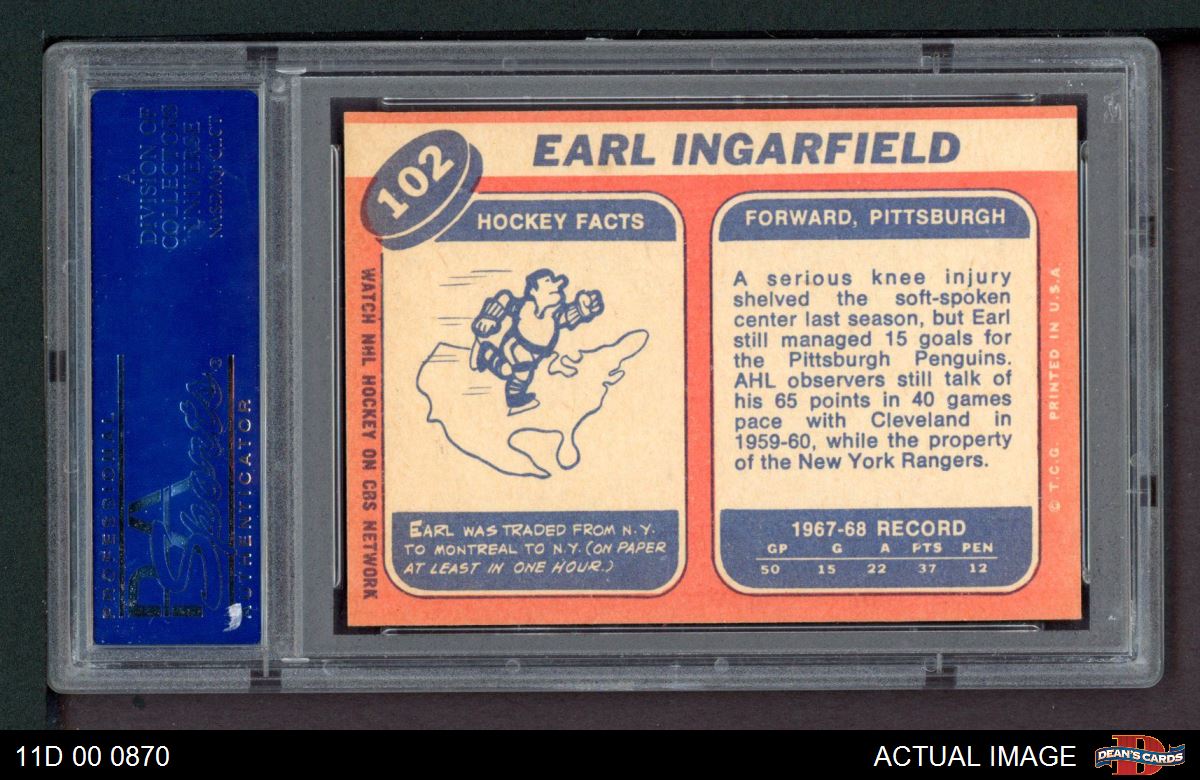 A
DIVISION OF
COLLECTORS
UNIVERSE
NASDAQ: CLCT
PROFESSIONAL
PSA
Sports
AUTHENTICATOR
102
EARL INGARFIELD
HOCKEY FACTS
WATCH NHL HOCKEY ON CBS NETWORK
EARL WAS TRADED FROM N.Y.
TO MONTREAL TO N.Y. (ON PAPER
AT LEAST IN ONE HOUR.)
FORWARD, PITTSBURGH
A serious knee injury
shelved the soft-spoken
center last season, but Earl
still managed 15 goals for
the Pittsburgh Penguins.
AHL observers still talk of
his 65 points in 40 games
pace with Cleveland in
1959-60, while the property
of the New York Rangers.
1967-68 RECORD
GP G A PTS PEN
50 15 22 37 12
© T.C.G. PRINTED IN U.S.A.
11D 00 0870
ACTUAL IMAGE
D
DEAN'S CARDS